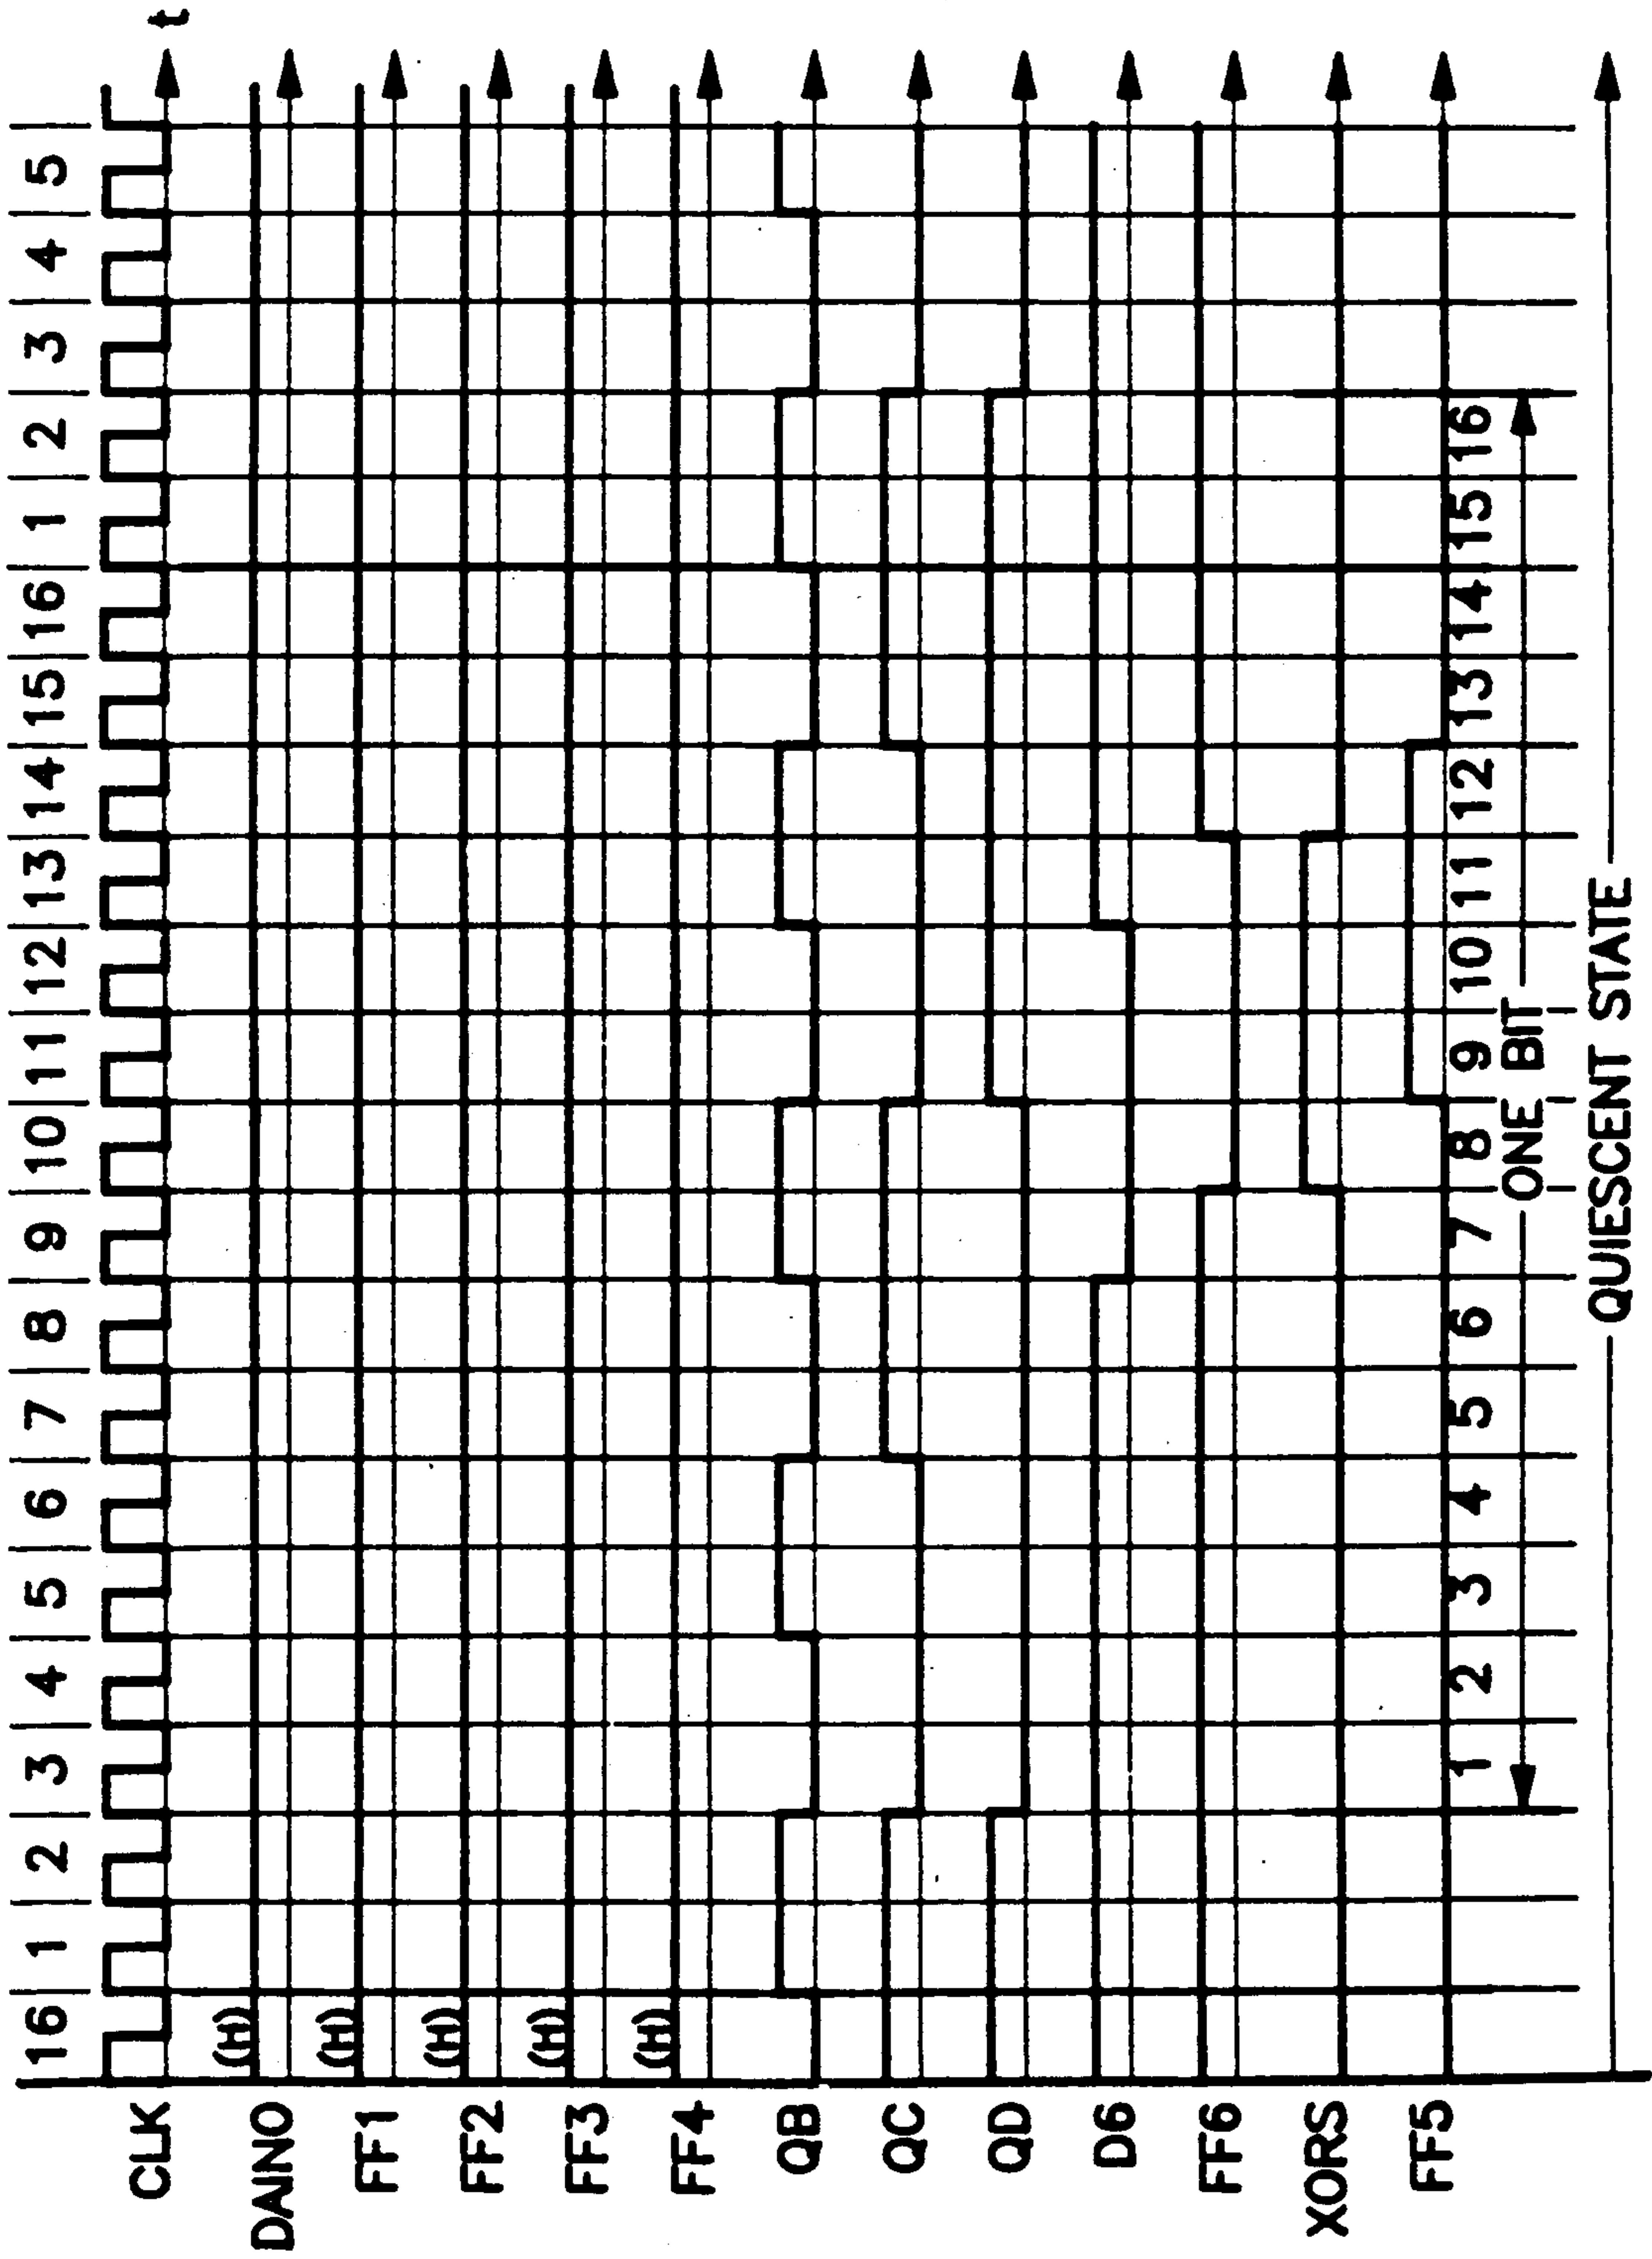 16 1 2 3 4 5 6 7 8 9 10 11 12 13 14 15 16 1 2 3 4 5
CLK t
DAINO (H)
FF1 (H)
FF2 (H)
FF3 (H)
FF4 (H)
QB
QC
QD
D6
FF6
XORS
FF5
1 2 3 4 5 6 7 8 9 10 11 12 13 14 15 16
ONE BIT
QUIESCENT STATE